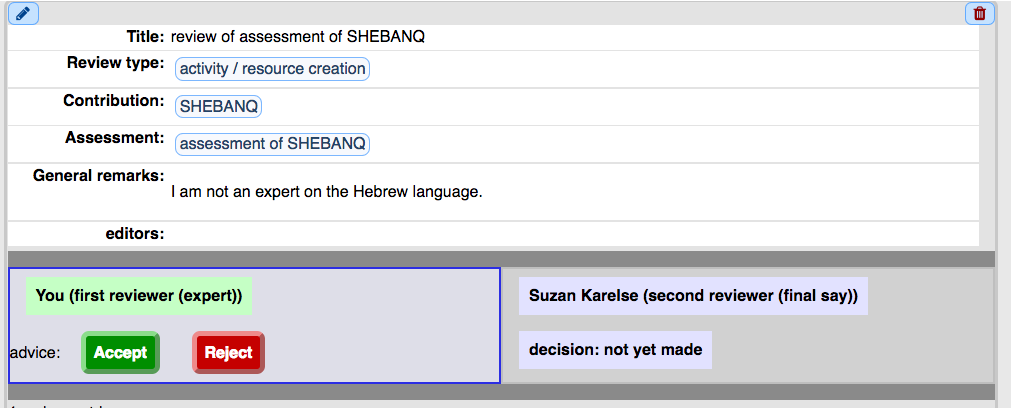 Title: review of assessment of SHEBANQ
Review type: activity / resource creation
Contribution: SHEBANQ
Assessment: assessment of SHEBANQ
General remarks:
I am not an expert on the Hebrew language.
editors:
You (first reviewer (expert))
advice: Accept Reject
Suzan Karelse (second reviewer (final say))
decision: not yet made